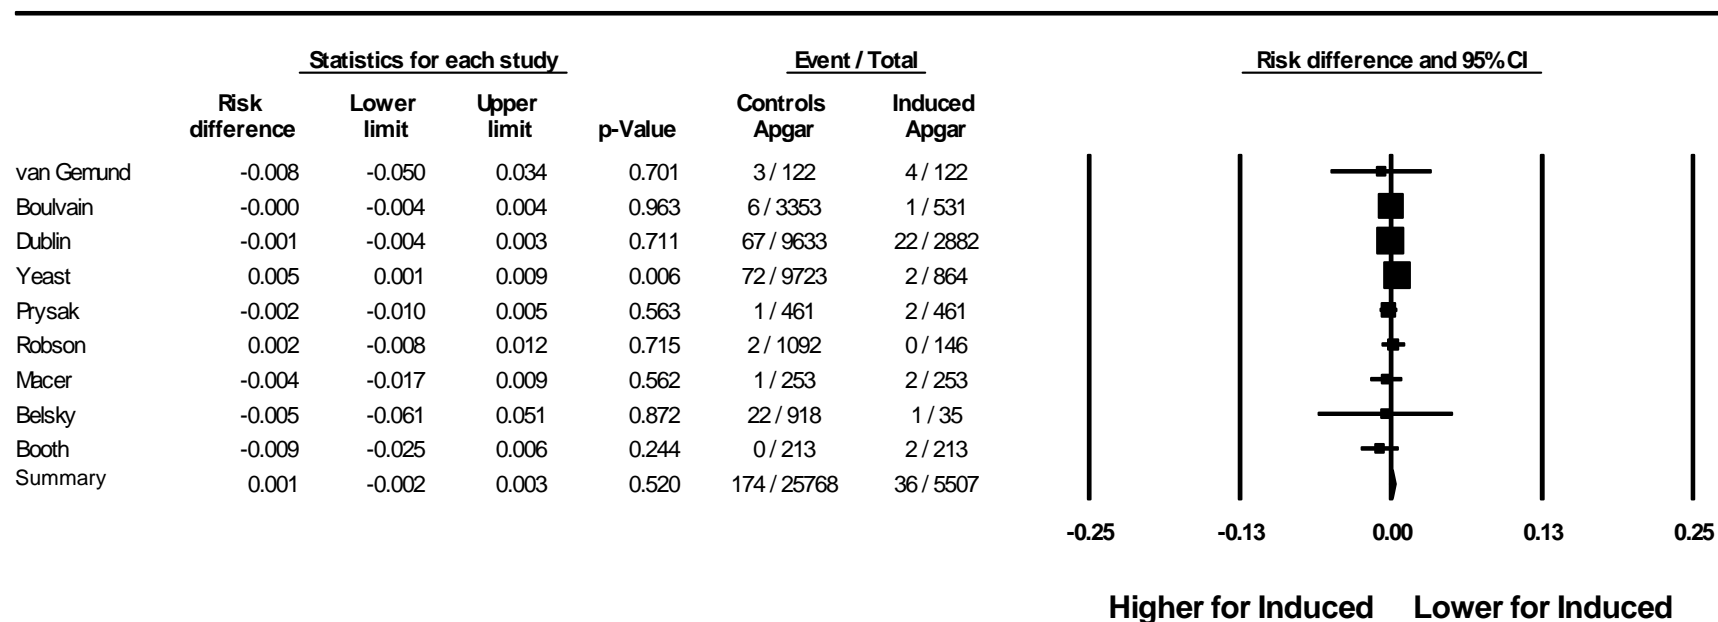 Statistics for each study Event / Total Risk difference and 95% CI
Risk Lower Upper Controls Induced
difference limit limit p-Value Apgar Apgar
van Gemund -0.008 -0.050 0.034 0.701 3 / 122 4 / 122
Boulvain -0.000 -0.004 0.004 0.963 6 / 3353 1 / 531
Dublin -0.001 -0.004 0.003 0.711 67 / 9633 22 / 2882
Yeast 0.005 0.001 0.009 0.006 72 / 9723 2 / 864
Prysak -0.002 -0.010 0.005 0.563 1 / 461 2 / 461
Robson 0.002 -0.008 0.012 0.715 2 / 1092 0 / 146
Macer -0.004 -0.017 0.009 0.562 1 / 253 2 / 253
Belsky -0.005 -0.061 0.051 0.872 22 / 918 1 / 35
Booth -0.009 -0.025 0.006 0.244 0 / 213 2 / 213
Summary 0.001 -0.002 0.003 0.520 174 / 25768 36 / 5507
-0.25 -0.13 0.00 0.13 0.25
Higher for Induced Lower for Induced